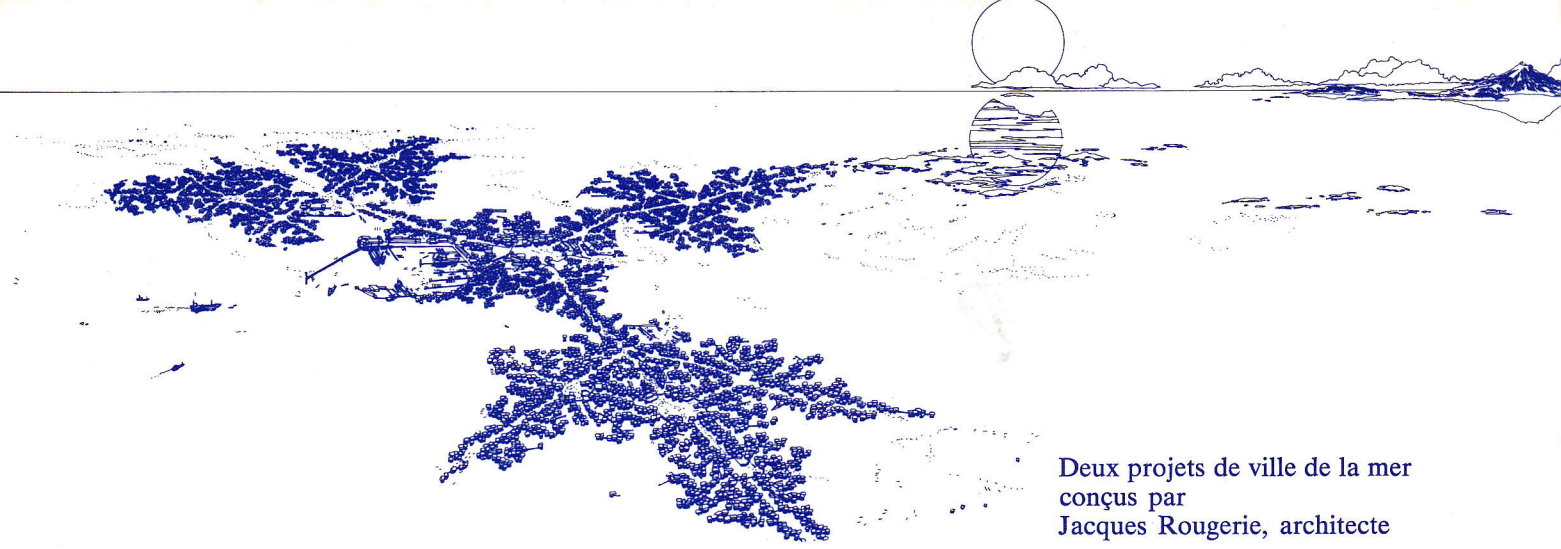 Deux projets de ville de la mer
conçus par
Jacques Rougerie, architecte